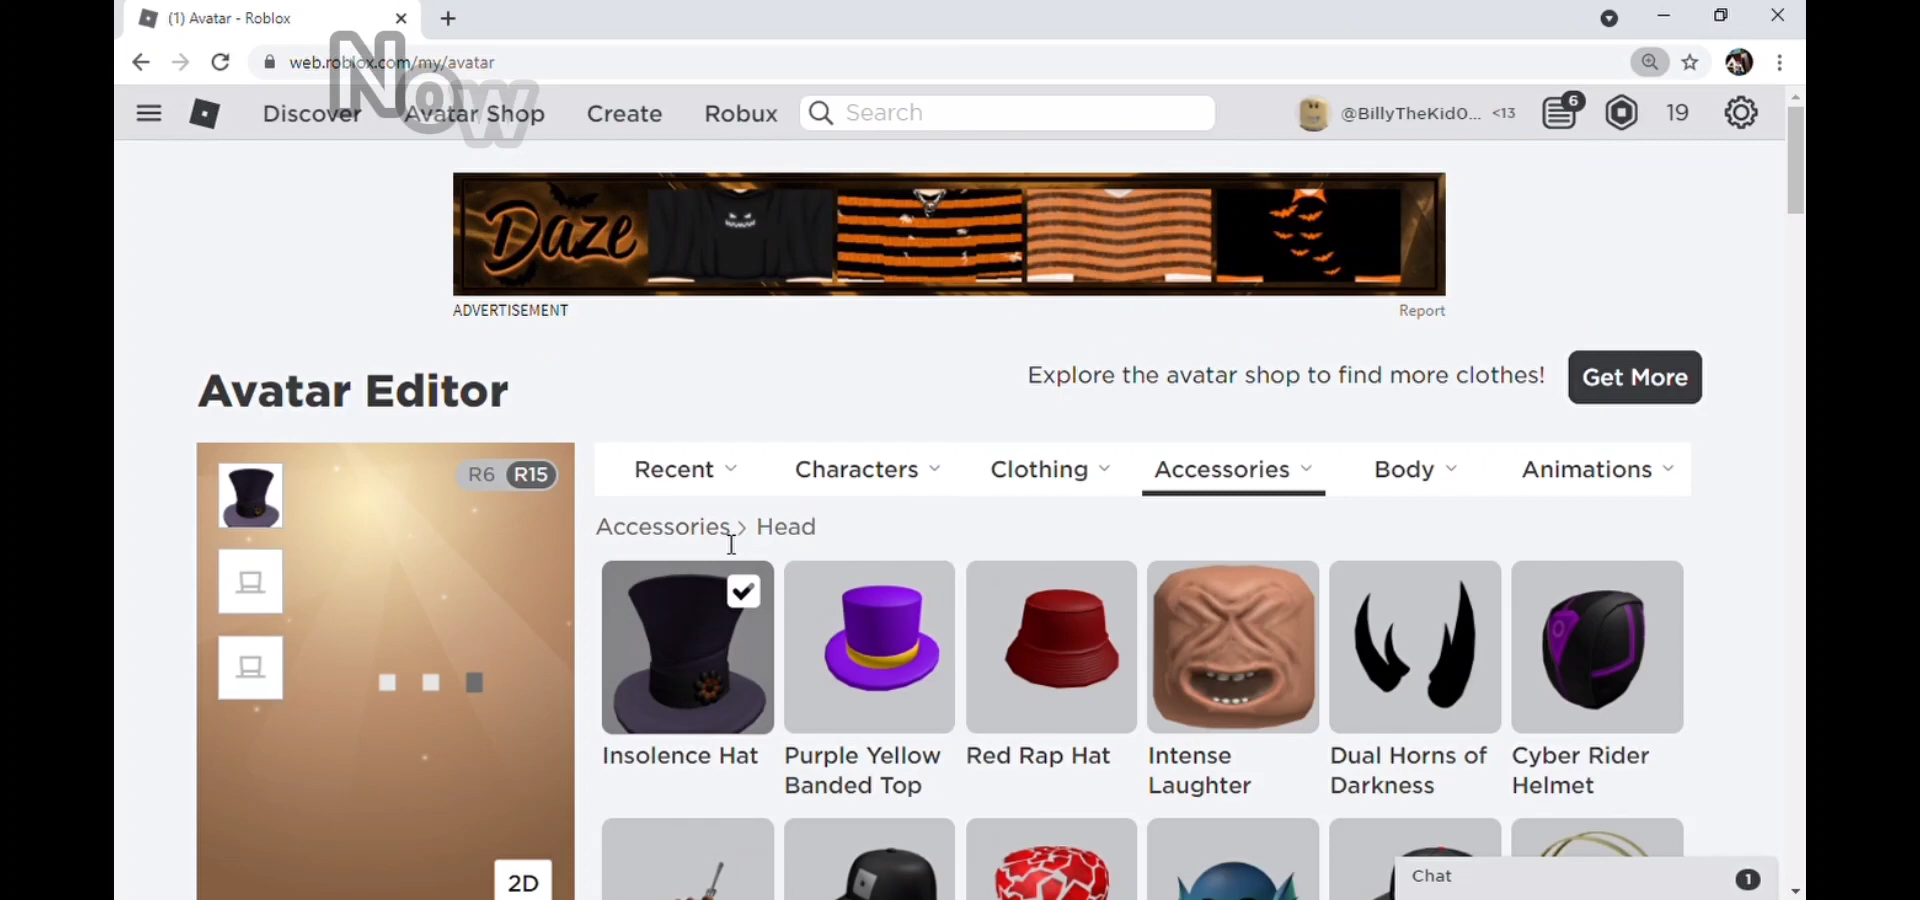 (1) Avatar - Roblox
web.roblox.com/my/avatar
Now
Discover Avatar Shop Create Robux Search @BillyTheKid0... <13 6 19
Daze
ADVERTISEMENT Report
Avatar Editor
Explore the avatar shop to find more clothes! Get More
R6 R15
Recent Characters Clothing Accessories Body Animations
Accessories > Head
Insolence Hat
Purple Yellow
Banded Top
Red Rap Hat
Intense
Laughter
Dual Horns of
Darkness
Cyber Rider
Helmet
2D
Chat 1